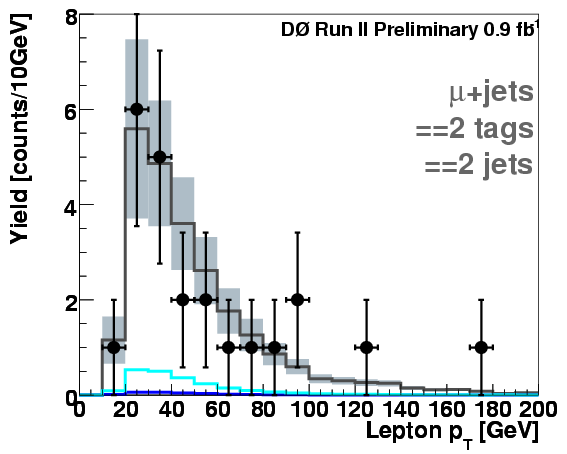 DØ Run II Preliminary 0.9 fb⁻¹
μ+jets
==2 tags
==2 jets
Yield [counts/10GeV]
8
6
4
2
0
0 20 40 60 80 100 120 140 160 180 200
Lepton p_T [GeV]